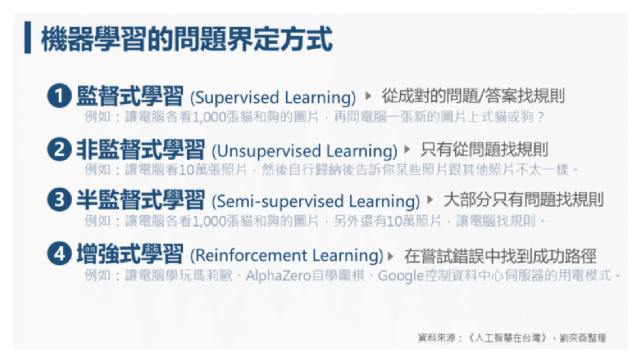 機器學習的問題界定方式
1 監督式學習 (Supervised Learning) ▸ 從成對的問題/答案找規則
例如：讓電腦各看1,000張貓和夠的圖片，再問電腦一張新的圖片上式貓或狗？
2 非監督式學習 (Unsupervised Learning) ▸ 只有從問題找規則
例如：讓電腦看10萬張照片，然後自行歸納後告訴你某些照片跟其他照片不太一樣。
3 半監督式學習 (Semi-supervised Learning) ▸ 大部分只有問題找規則
例如：讓電腦各看1,000張貓和夠的圖片，另外還有10萬照片，讓電腦找規則。
4 增強式學習 (Reinforcement Learning) ▸ 在嘗試錯誤中找到成功路徑
例如：讓電腦學玩瑪莉歐、AlphaZero自學圍棋、Google控制資料中心伺服器的用電模式。
資料來源：《人工智慧在台灣》，劉奕酉整理